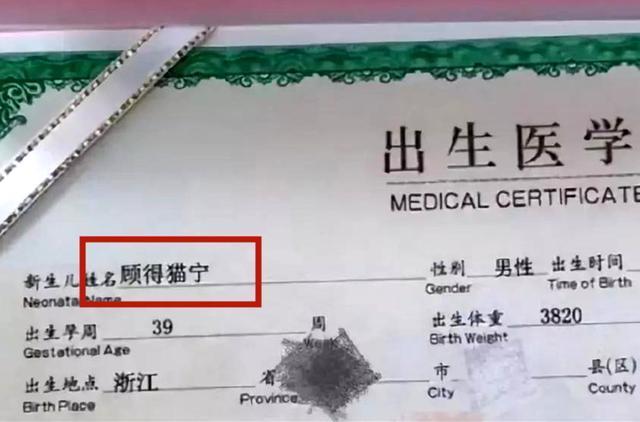 出生医学
MEDICAL CERTIFICATE
新生儿姓名 顾得猫宁 性别 男性 出生时间
Neonatal Name Gender Time of Birth
出生孕周 39 周 出生体重 3820
Gestational Age Week Birth Weight
出生地点 浙江 省 市 县(区)
Birth Place Province City County